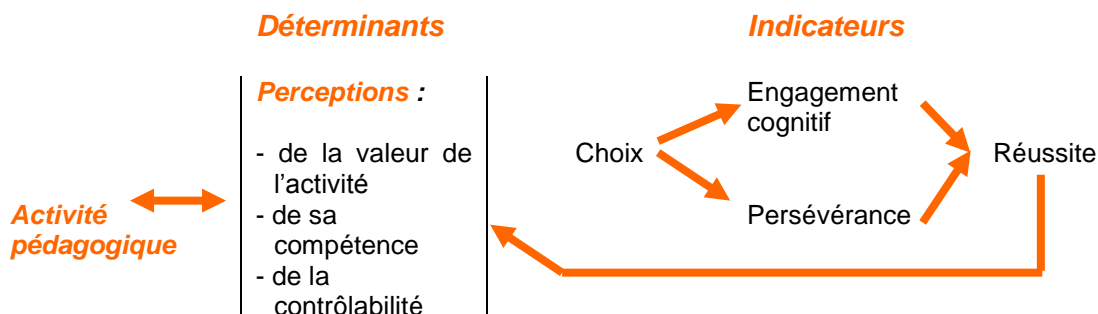 Déterminants
Indicateurs
Perceptions :
- de la valeur de
l’activité
- de sa
compétence
- de la
contrôlabilité
Activité
pédagogique
Choix
Engagement
cognitif
Persévérance
Réussite